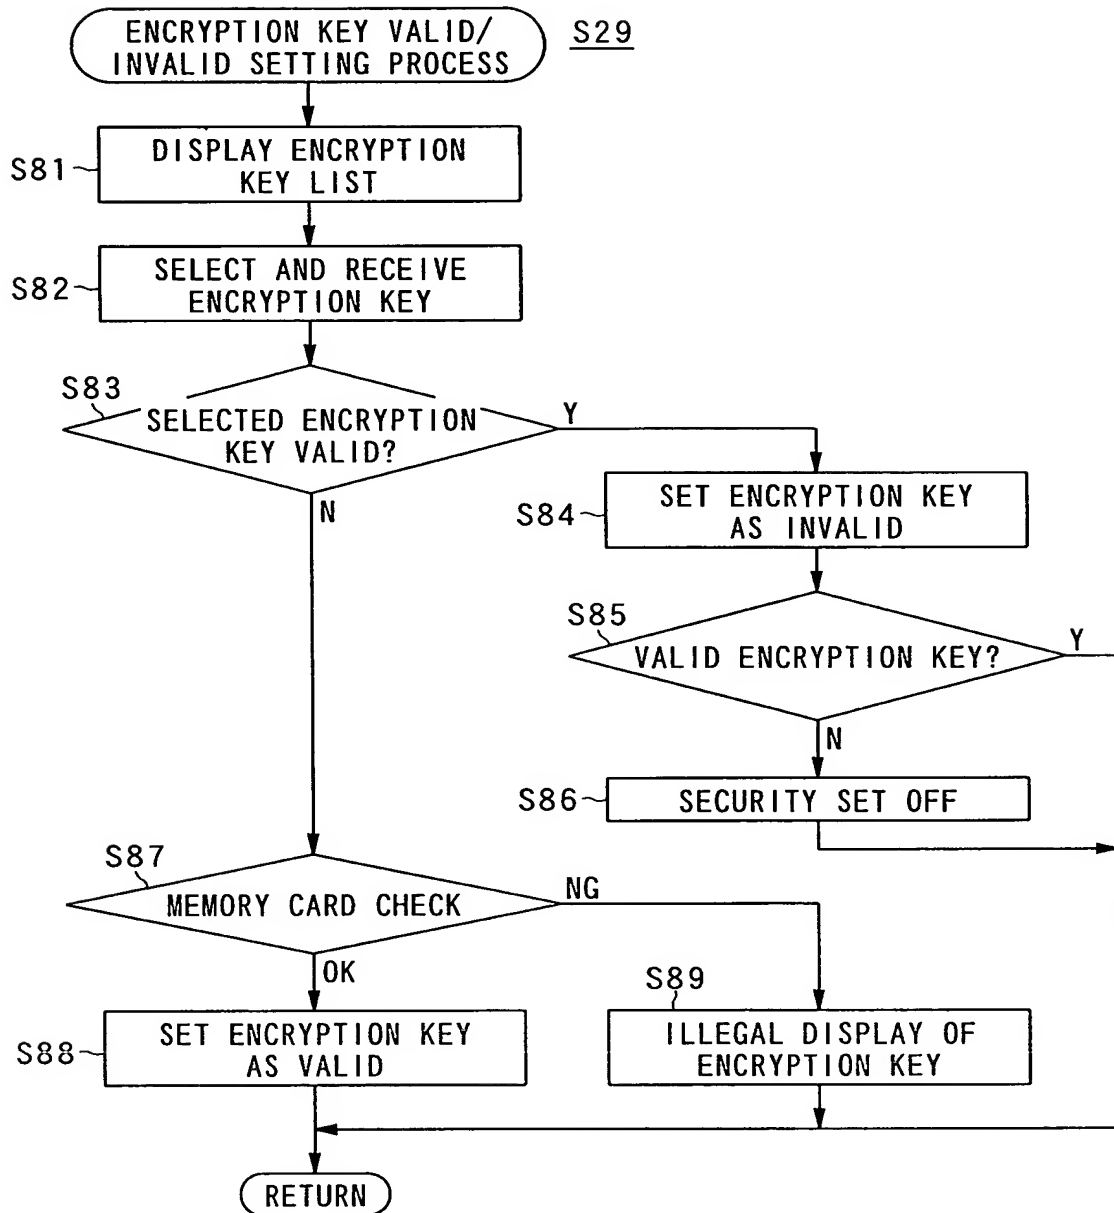 ENCRYPTION KEY VALID/
INVALID SETTING PROCESS
S29
S81
DISPLAY ENCRYPTION
KEY LIST
S82
SELECT AND RECEIVE
ENCRYPTION KEY
S83
SELECTED ENCRYPTION
KEY VALID?
Y
N
S84
SET ENCRYPTION KEY
AS INVALID
S85
VALID ENCRYPTION KEY?
Y
N
S86
SECURITY SET OFF
S87
MEMORY CARD CHECK
NG
OK
S88
SET ENCRYPTION KEY
AS VALID
S89
ILLEGAL DISPLAY OF
ENCRYPTION KEY
RETURN